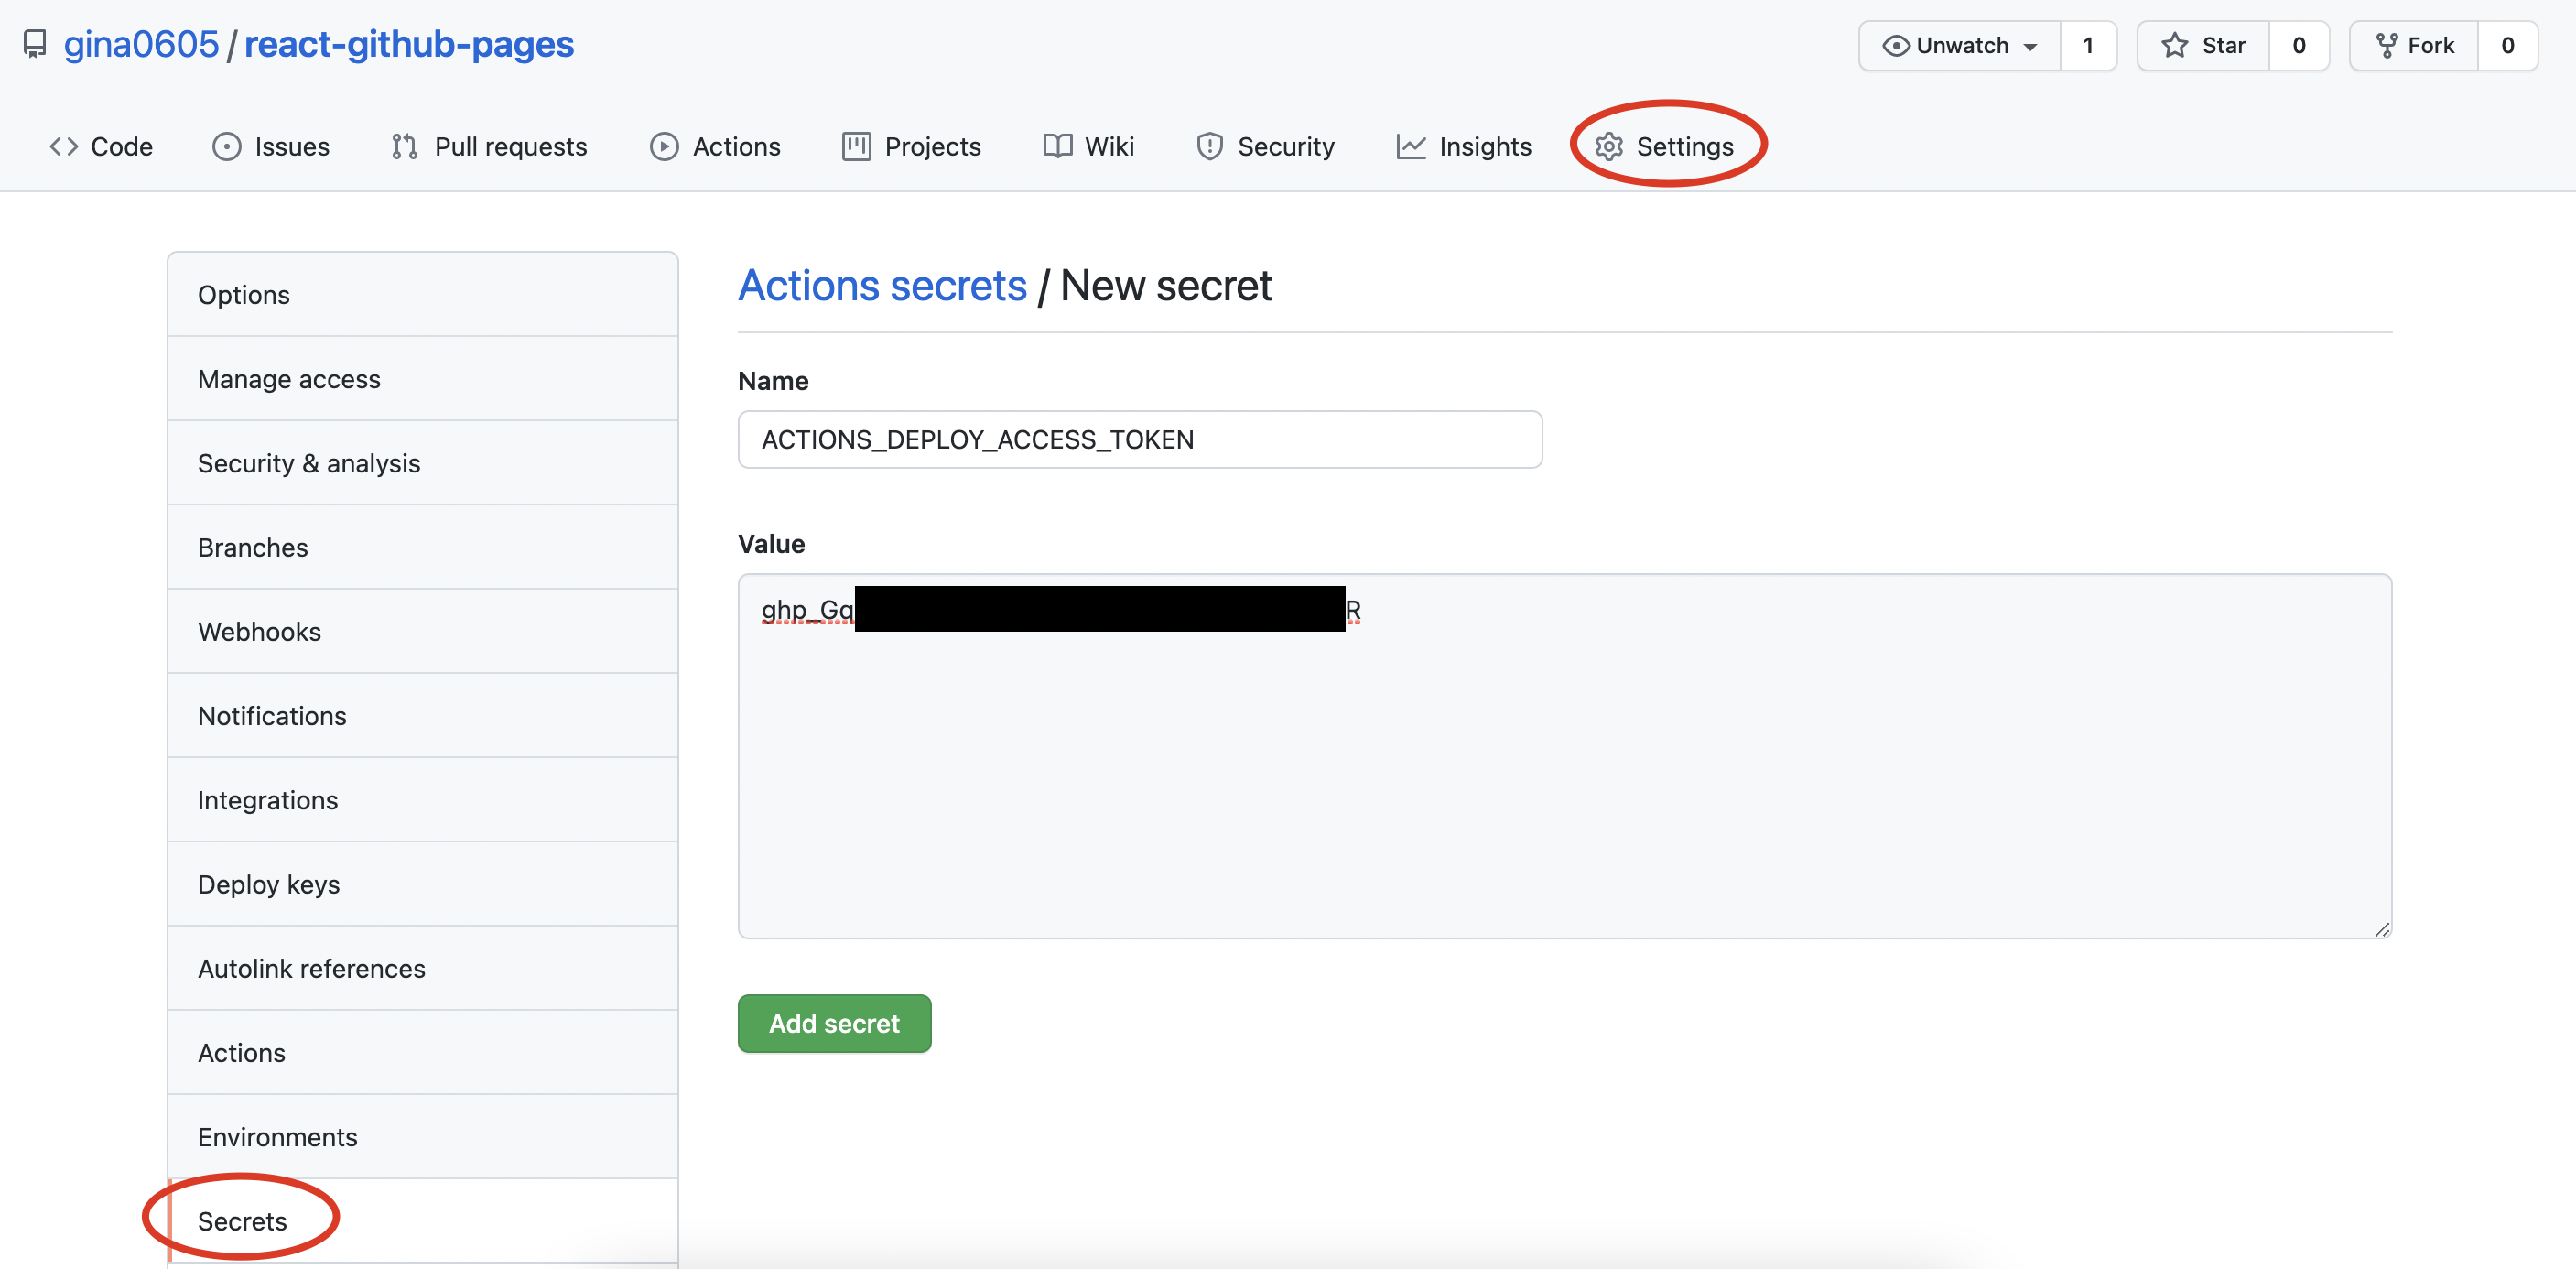 gina0605 / react-github-pages
Unwatch 1 Star 0 Fork 0
Code Issues Pull requests Actions Projects Wiki Security Insights Settings
Options
Manage access
Security & analysis
Branches
Webhooks
Notifications
Integrations
Deploy keys
Autolink references
Actions
Environments
Secrets
Actions secrets / New secret
Name
ACTIONS_DEPLOY_ACCESS_TOKEN
Value
ghp_Gq R
Add secret